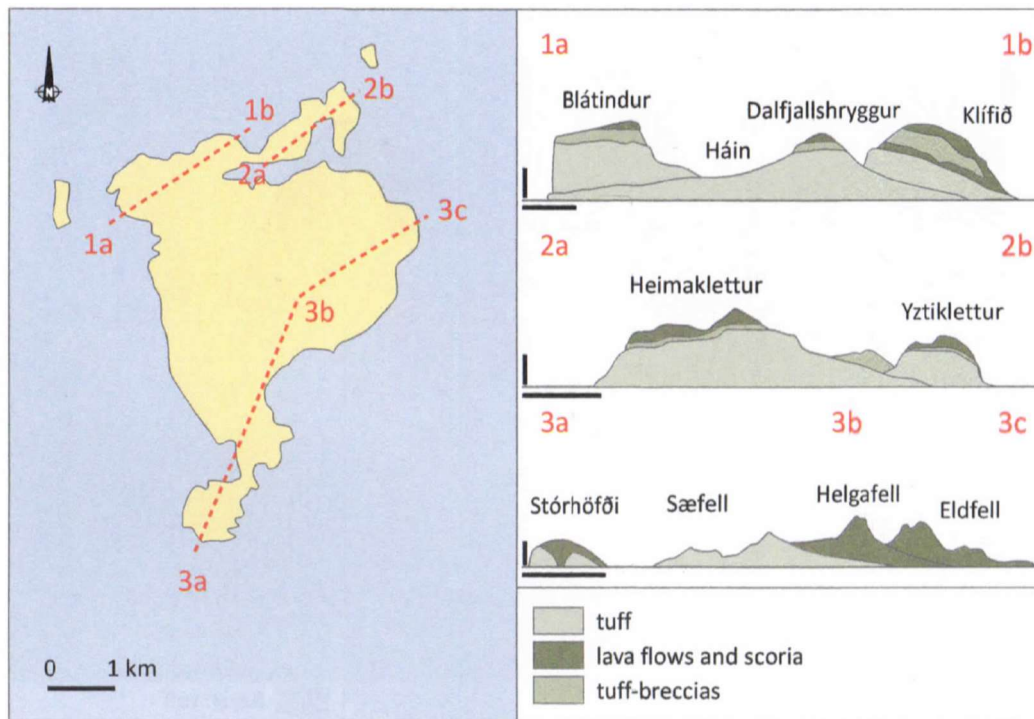 N
1b
2b
2a
1a
3c
3b
3a
0 1 km
1a 1b
Blátindur
Dalfjallshryggur
Klífið
Háin
2a 2b
Heimaklettur
Yztiklettur
3a 3b 3c
Stórhöfði
Sæfell
Helgafell
Eldfell
tuff
lava flows and scoria
tuff-breccias